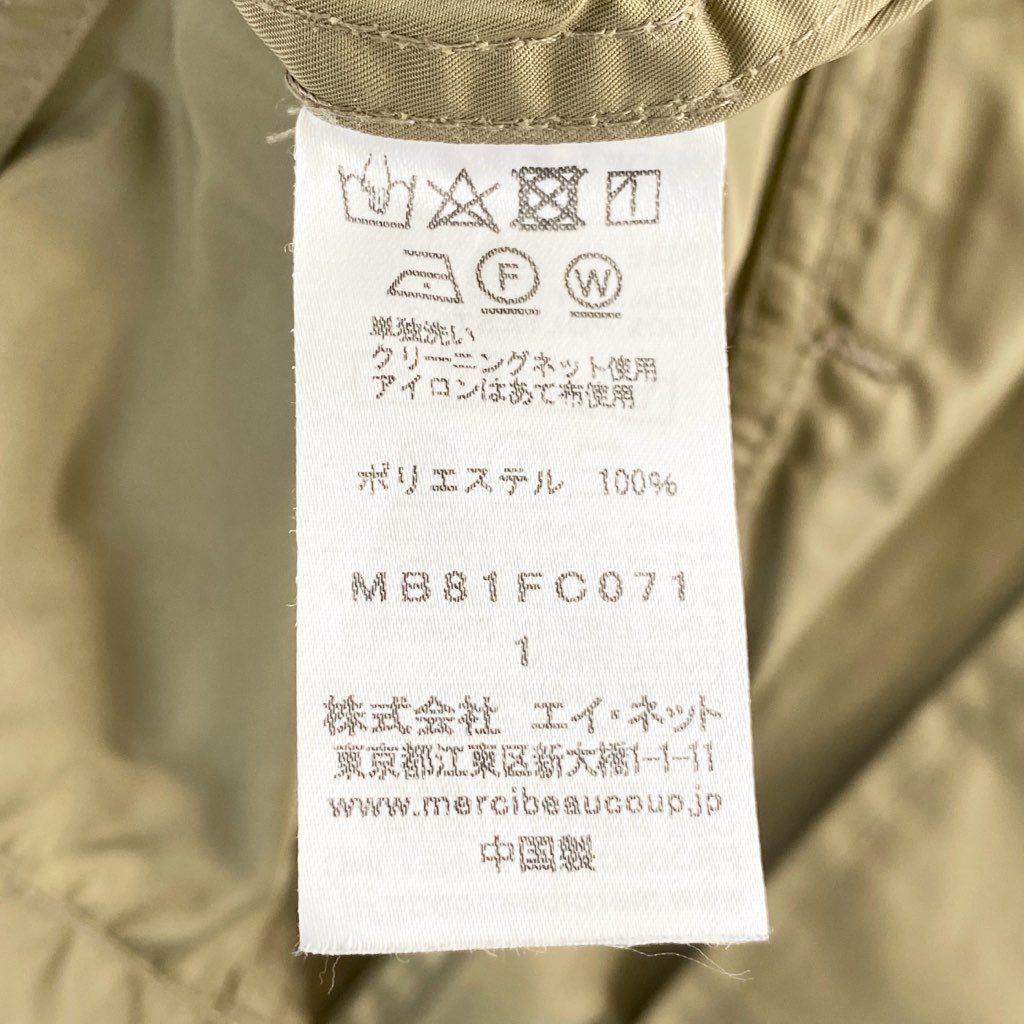 F W
単独洗い
クリーニングネット使用
アイロンはあて布使用
ポリエステル 100%
MB81FC071
1
株式会社 エイ・ネット
東京都江東区新大橋1-1-11
www.mercibeaucoup.jp
中国製